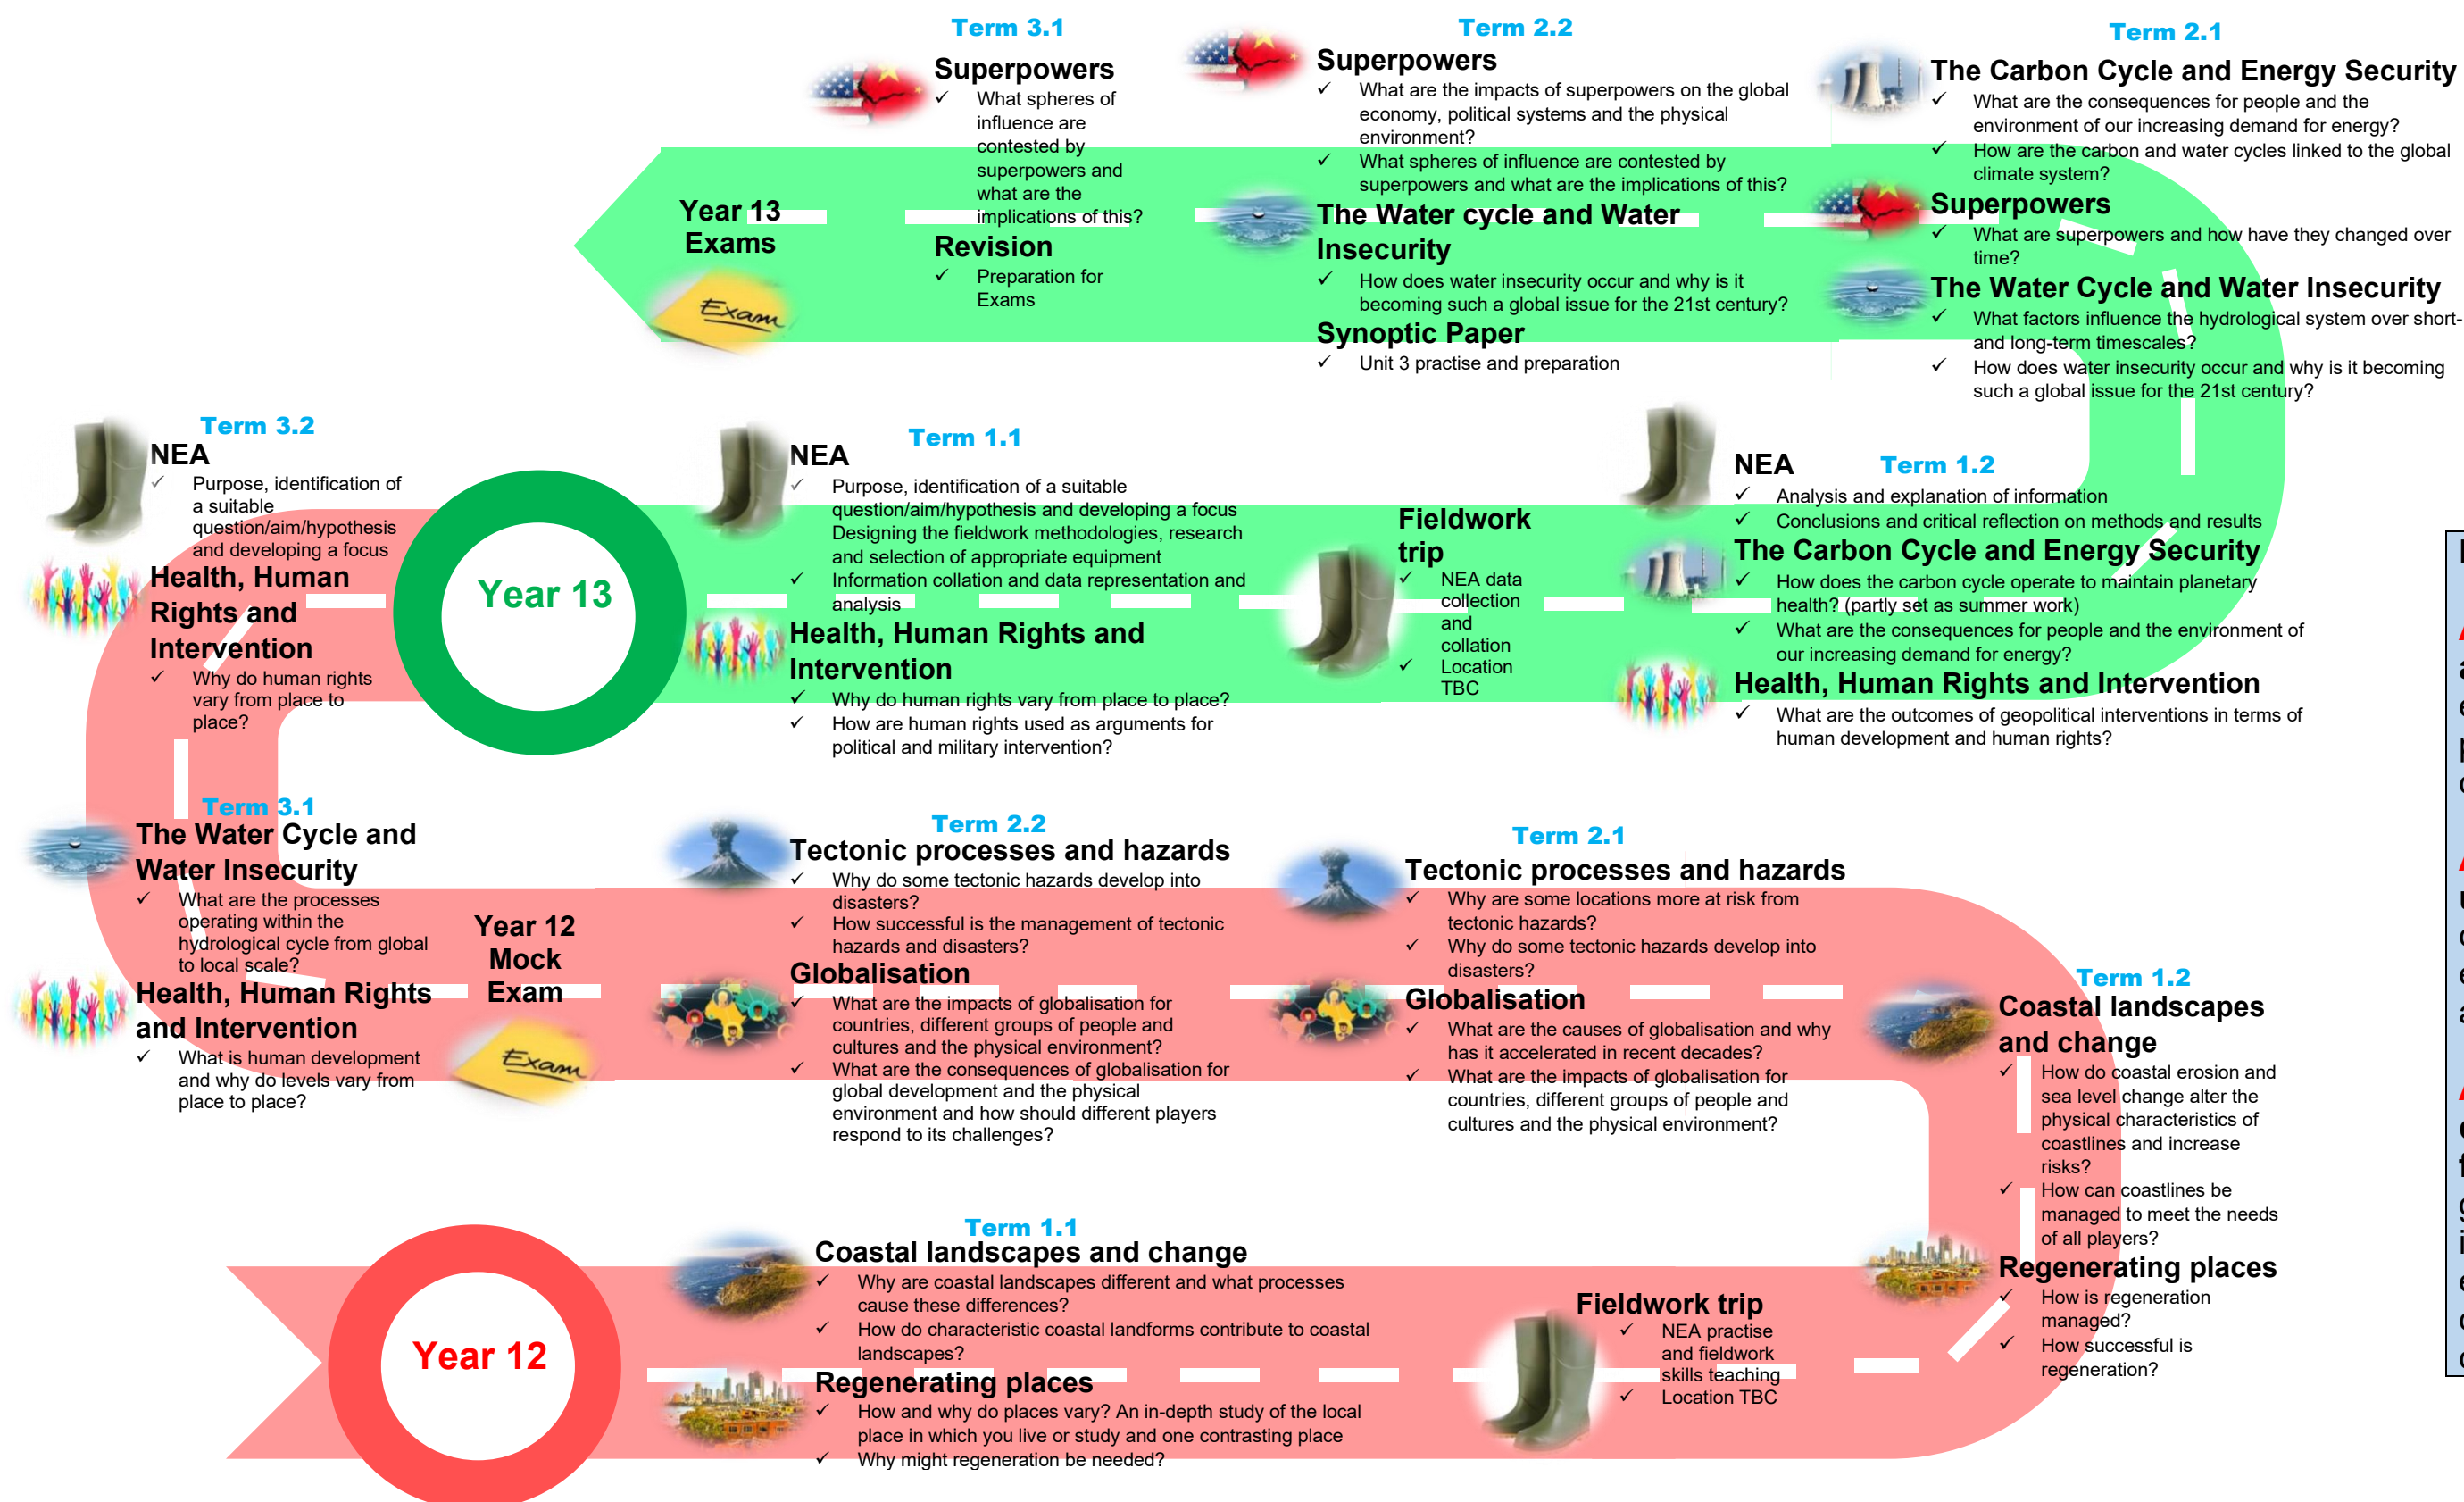 Term 3.1
Superpowers
✓ What spheres of
influence are
contested by
superpowers and
what are the
implications of this?
Revision
✓ Preparation for
Exams
Year 13
Exams
Exam
Term 2.2
Superpowers
✓ What are the impacts of superpowers on the global
economy, political systems and the physical
environment?
✓ What spheres of influence are contested by
superpowers and what are the implications of this?
The Water cycle and Water
Insecurity
✓ How does water insecurity occur and why is it
becoming such a global issue for the 21st century?
Synoptic Paper
✓ Unit 3 practise and preparation
Term 2.1
The Carbon Cycle and Energy Security
✓ What are the consequences for people and the
environment of our increasing demand for energy?
✓ How are the carbon and water cycles linked to the global
climate system?
Superpowers
✓ What are superpowers and how have they changed over
time?
The Water Cycle and Water Insecurity
✓ What factors influence the hydrological system over short-
and long-term timescales?
✓ How does water insecurity occur and why is it becoming
such a global issue for the 21st century?
Term 3.2
NEA
✓ Purpose, identification of
a suitable
question/aim/hypothesis
and developing a focus
Health, Human
Rights and
Intervention
✓ Why do human rights
vary from place to
place?
Year 13
Term 1.1
NEA
✓ Purpose, identification of a suitable
question/aim/hypothesis and developing a focus
Designing the fieldwork methodologies, research
and selection of appropriate equipment
✓ Information collation and data representation and
analysis
Health, Human Rights and
Intervention
✓ Why do human rights vary from place to place?
✓ How are human rights used as arguments for
political and military intervention?
Fieldwork
trip
✓ NEA data
collection
and
collation
✓ Location
TBC
Term 1.2
NEA
✓ Analysis and explanation of information
✓ Conclusions and critical reflection on methods and results
The Carbon Cycle and Energy Security
✓ How does the carbon cycle operate to maintain planetary
health? (partly set as summer work)
✓ What are the consequences for people and the environment of
our increasing demand for energy?
Health, Human Rights and Intervention
✓ What are the outcomes of geopolitical interventions in terms of
human development and human rights?
Term 3.1
The Water Cycle and
Water Insecurity
✓ What are the processes
operating within the
hydrological cycle from global
to local scale?
Health, Human Rights
and Intervention
✓ What is human development
and why do levels vary from
place to place?
Year 12
Mock
Exam
Exam
Term 2.2
Tectonic processes and hazards
✓ Why do some tectonic hazards develop into
disasters?
✓ How successful is the management of tectonic
hazards and disasters?
Globalisation
✓ What are the impacts of globalisation for
countries, different groups of people and
cultures and the physical environment?
✓ What are the consequences of globalisation for
global development and the physical
environment and how should different players
respond to its challenges?
Term 2.1
Tectonic processes and hazards
✓ Why are some locations more at risk from
tectonic hazards?
✓ Why do some tectonic hazards develop into
disasters?
Globalisation
✓ What are the causes of globalisation and why
has it accelerated in recent decades?
✓ What are the impacts of globalisation for
countries, different groups of people and
cultures and the physical environment?
Term 1.2
Coastal landscapes
and change
✓ How do coastal erosion and
sea level change alter the
physical characteristics of
coastlines and increase
risks?
✓ How can coastlines be
managed to meet the needs
of all players?
Regenerating places
✓ How is regeneration
managed?
✓ How successful is
regeneration?
Year 12
Term 1.1
Coastal landscapes and change
✓ Why are coastal landscapes different and what processes
cause these differences?
✓ How do characteristic coastal landforms contribute to coastal
landscapes?
Regenerating places
✓ How and why do places vary? An in-depth study of the local
place in which you live or study and one contrasting place
✓ Why might regeneration be needed?
Fieldwork trip
✓ NEA practise
and fieldwork
skills teaching
✓ Location TBC